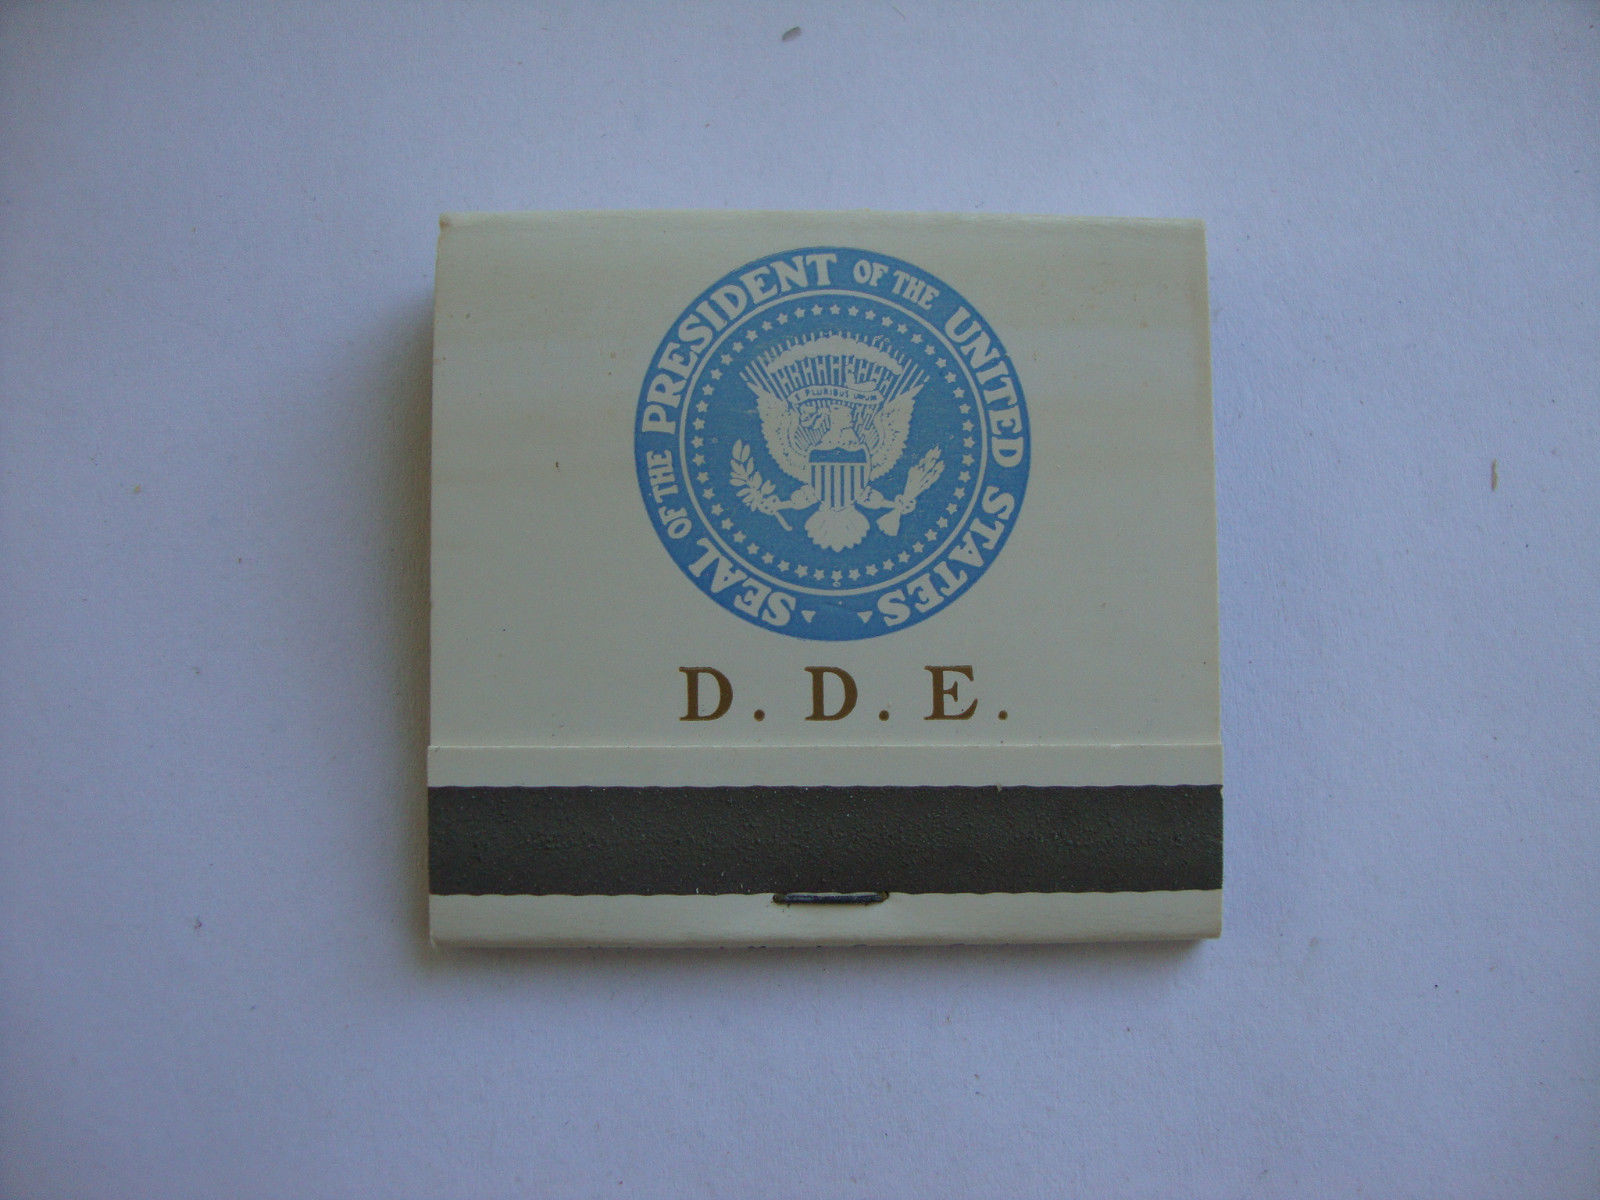 SEAL OF THE PRESIDENT OF THE UNITED STATES
E PLURIBUS UNUM
D. D. E.